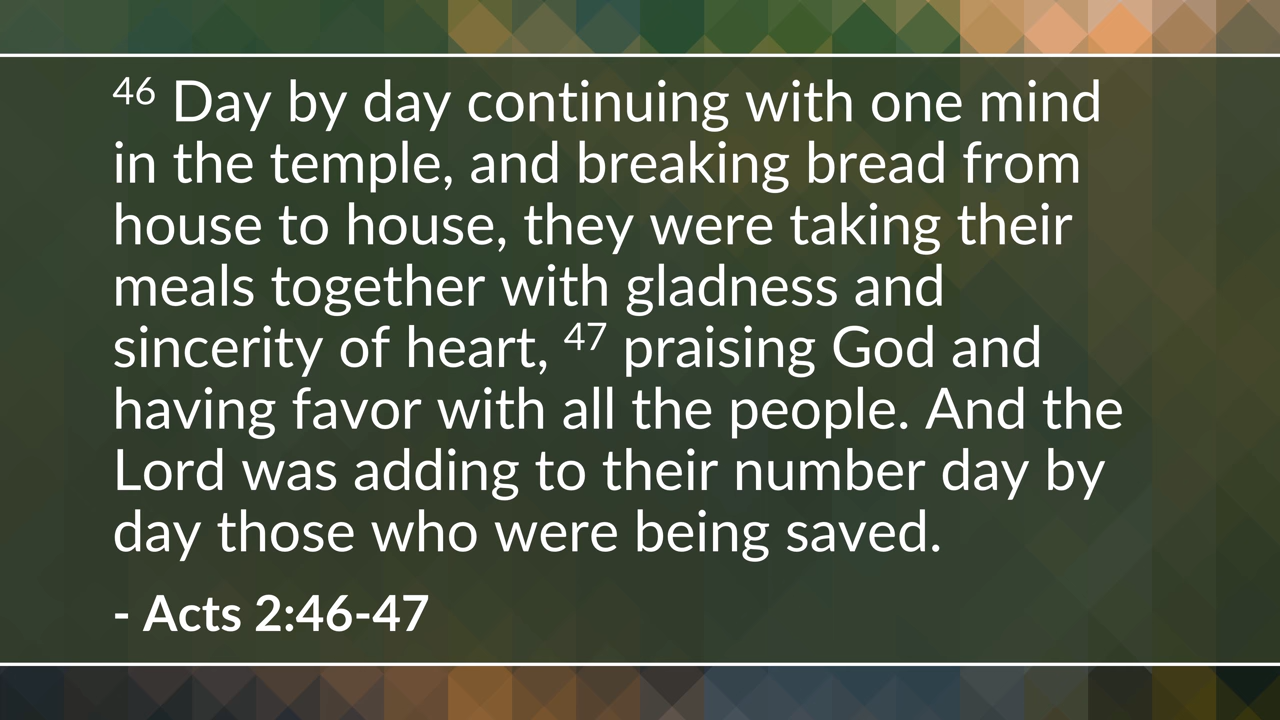 46 Day by day continuing with one mind
in the temple, and breaking bread from
house to house, they were taking their
meals together with gladness and
sincerity of heart, 47 praising God and
having favor with all the people. And the
Lord was adding to their number day by
day those who were being saved.
- Acts 2:46-47